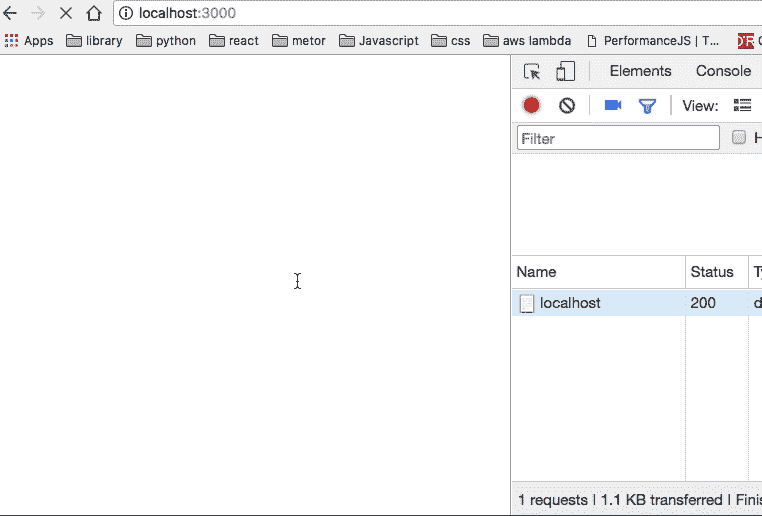 localhost:3000
Apps library python react metor Javascript css aws lambda PerformanceJS | T...
Elements Console
View:
Filter
Name Status
localhost 200
1 requests | 1.1 KB transferred |